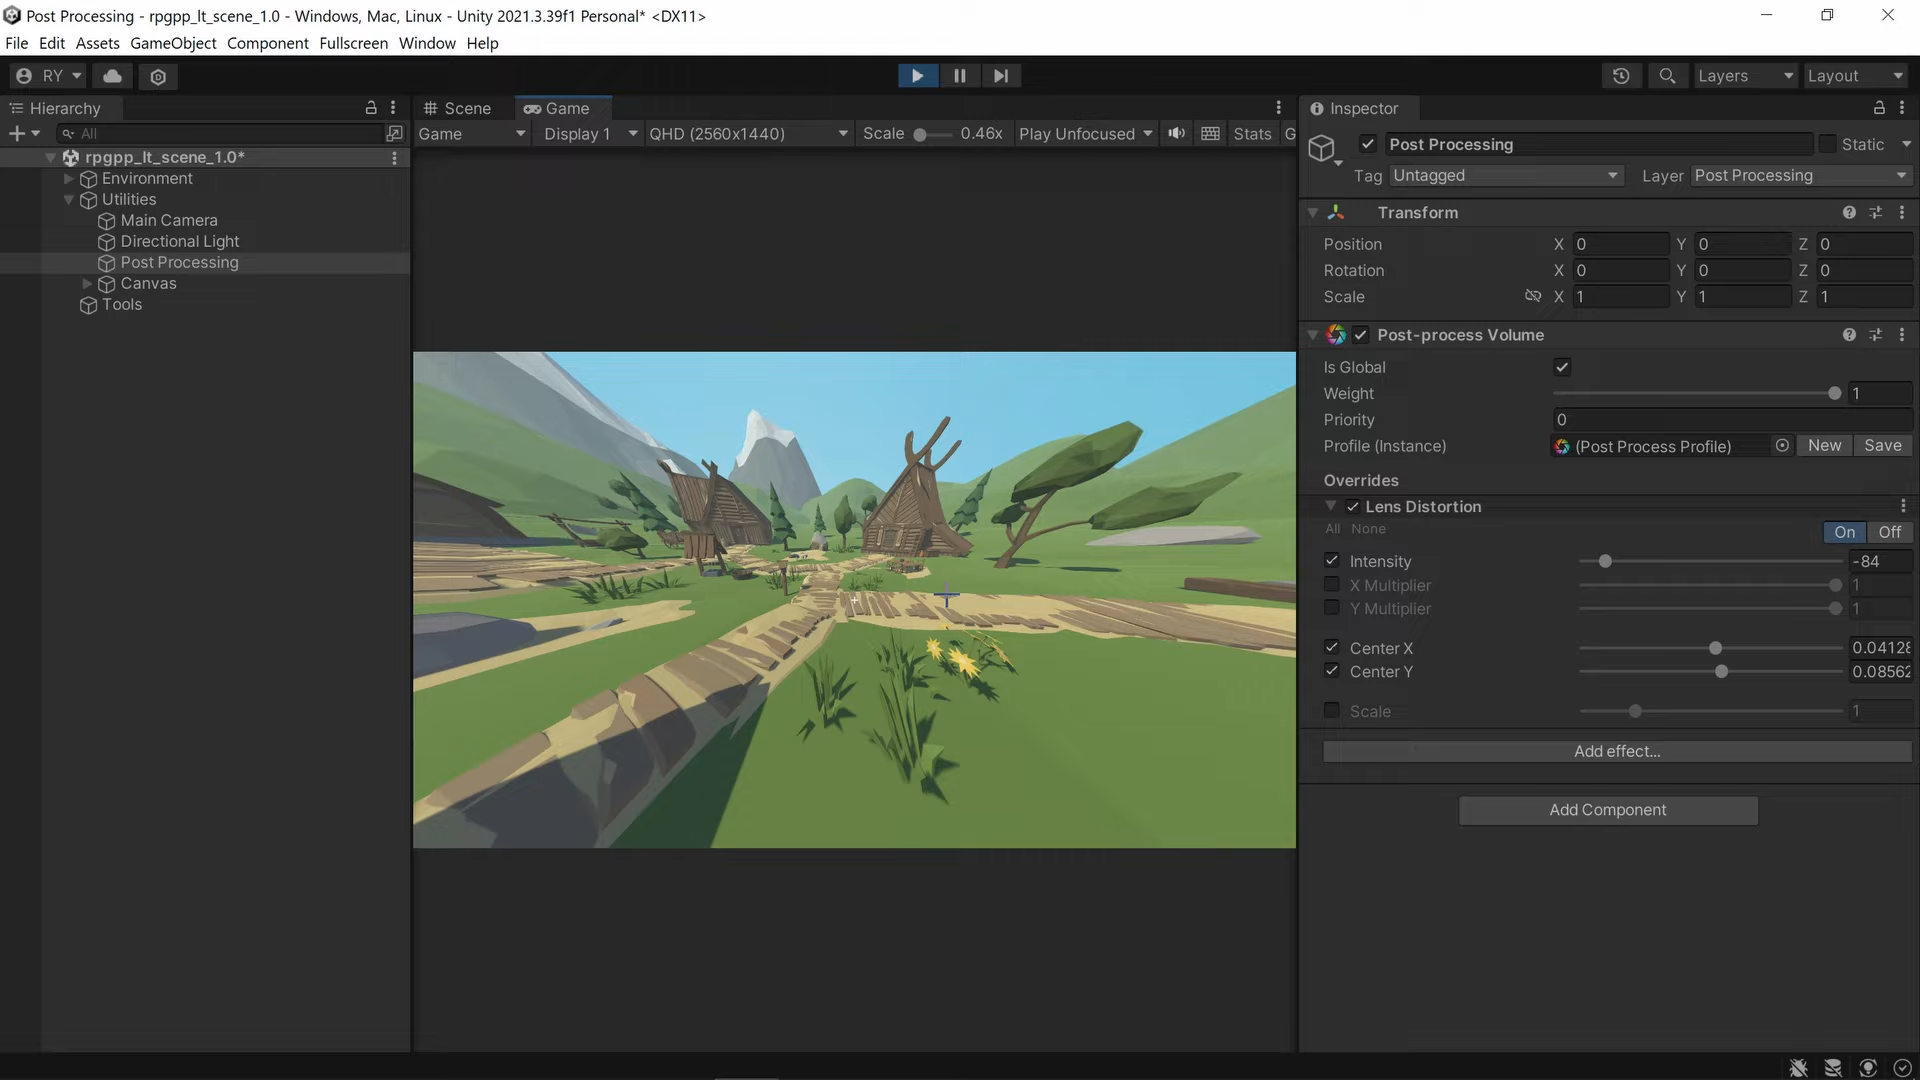 Post Processing - rpgpp_lt_scene_1.0 - Windows, Mac, Linux - Unity 2021.3.39f1 Personal* <DX11>
File Edit Assets GameObject Component Fullscreen Window Help
RY
Layers
Layout
Hierarchy
All
rpgpp_lt_scene_1.0*
Environment
Utilities
Main Camera
Directional Light
Post Processing
Canvas
Tools
Scene
Game
Game
Display 1
QHD (2560x1440)
Scale 0.46x
Play Unfocused
Stats
G
Inspector
Post Processing
Static
Tag Untagged
Layer Post Processing
Transform
Position X 0 Y 0 Z 0
Rotation X 0 Y 0 Z 0
Scale X 1 Y 1 Z 1
Post-process Volume
Is Global
Weight 1
Priority 0
Profile (Instance) (Post Process Profile) New Save
Overrides
Lens Distortion
All None On Off
Intensity -84
X Multiplier 1
Y Multiplier 1
Center X 0.04128
Center Y 0.08562
Scale 1
Add effect...
Add Component